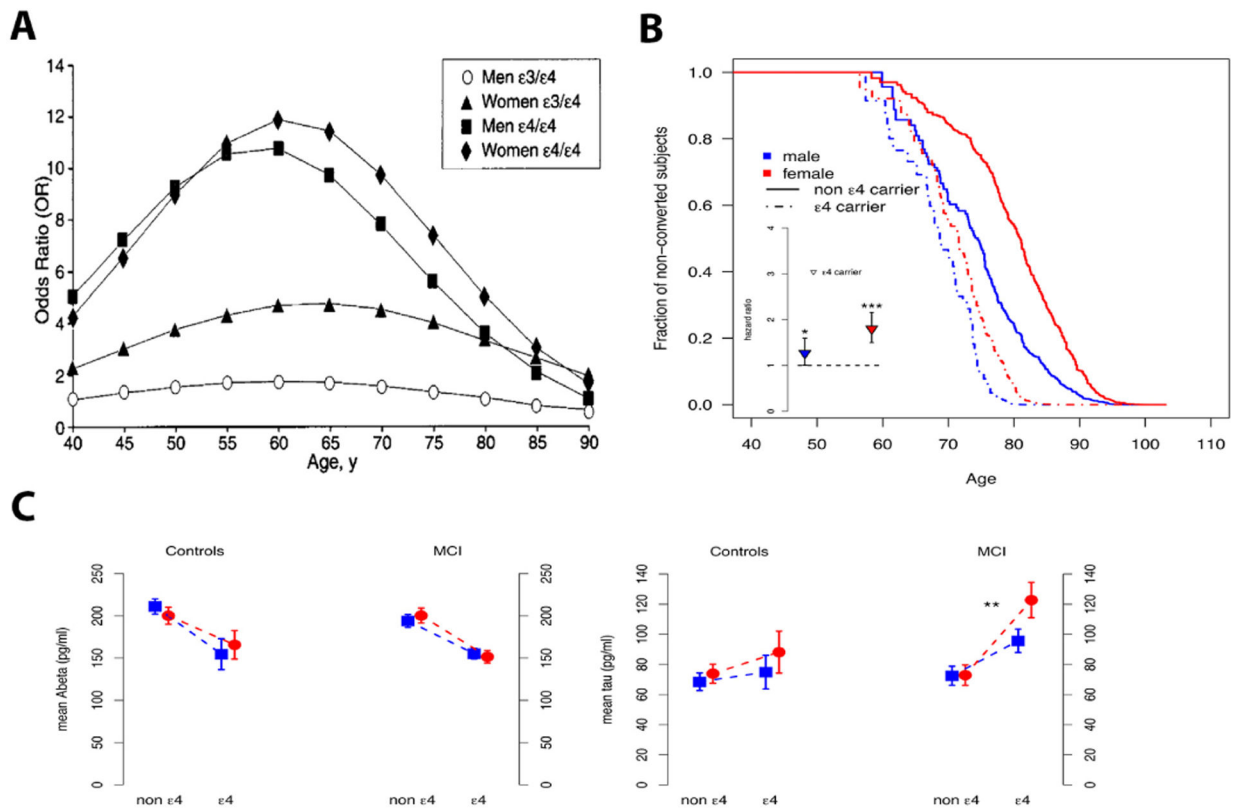 A
Odds Ratio (OR)
14
12
10
8
6
4
2
0
40 45 50 55 60 65 70 75 80 85 90
Age, y
Men ε3/ε4
Women ε3/ε4
Men ε4/ε4
Women ε4/ε4
B
Fraction of non−converted subjects
1.0
0.8
0.6
0.4
0.2
0.0
40 50 60 70 80 90 100 110
Age
male
female
non ε4 carrier
ε4 carrier
hazard ratio
4
3
2
1
0
ε4 carrier
*
***
C
Controls
MCI
mean Abeta (pg/ml)
250
200
150
100
50
0
250
200
150
100
50
0
non ε4 ε4
non ε4 ε4
Controls
MCI
mean tau (pg/ml)
140
120
100
80
60
40
20
0
140
120
100
80
60
40
20
0
**
non ε4 ε4
non ε4 ε4